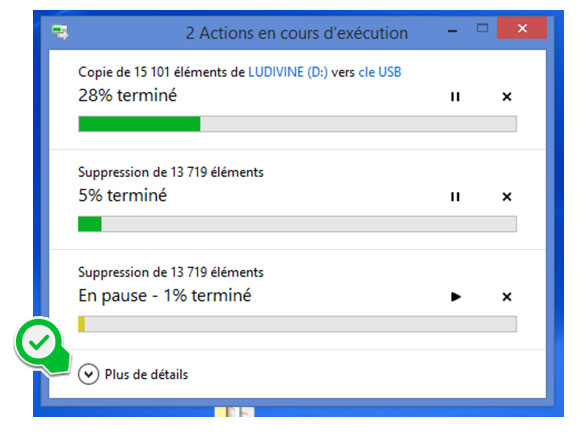 2 Actions en cours d'exécution
Copie de 15 101 éléments de LUDIVINE (D:) vers cle USB
28% terminé
Suppression de 13 719 éléments
5% terminé
Suppression de 13 719 éléments
En pause - 1% terminé
Plus de détails